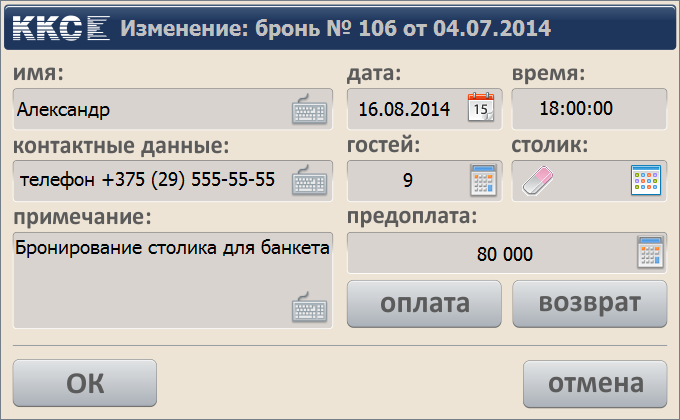 ККС Изменение: бронь № 106 от 04.07.2014
имя: дата: время:
Александр 16.08.2014 15 18:00:00
контактные данные: гостей: столик:
телефон +375 (29) 555-55-55 9
примечание: предоплата:
Бронирование столика для банкета 80 000
оплата возврат
ОК отмена